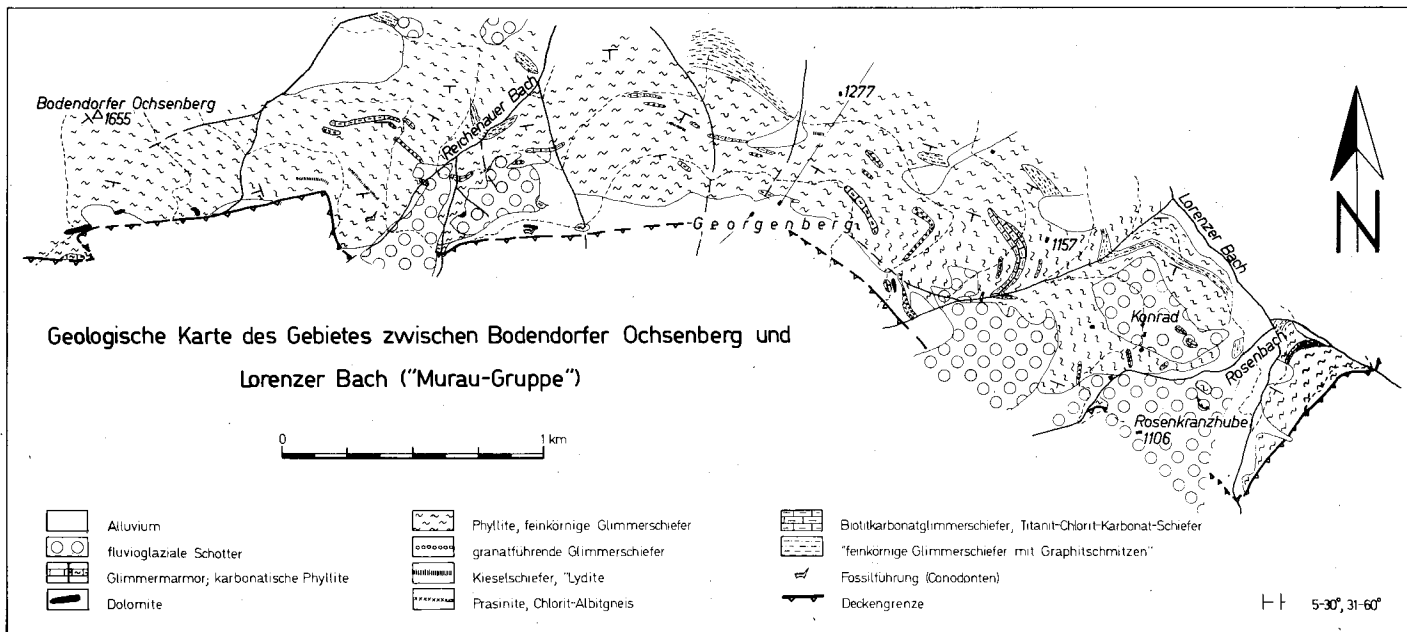 Bodendorfer Ochsenberg
1655
Reichenauer Bach
1277
Georgenberg
1157
Lorenzer Bach
Konrad
Rosenbach
Rosenkranzhube
1106
N
Geologische Karte des Gebietes zwischen Bodendorfer Ochsenberg und
Lorenzer Bach ("Murau-Gruppe")
0 1 km
Alluvium
fluvioglaziale Schotter
Glimmermarmor; karbonatische Phyllite
Dolomite
Phyllite, feinkörnige Glimmerschiefer
granatführende Glimmerschiefer
Kieselschiefer, "Lydite
Prasinite, Chlorit-Albitgneis
Biotitkarbonatglimmerschiefer, Titanit-Chlorit-Karbonat-Schiefer
"feinkörnige Glimmerschiefer mit Graphitschmitzen"
Fossilführung (Conodonten)
Deckengrenze
5-30°, 31-60°